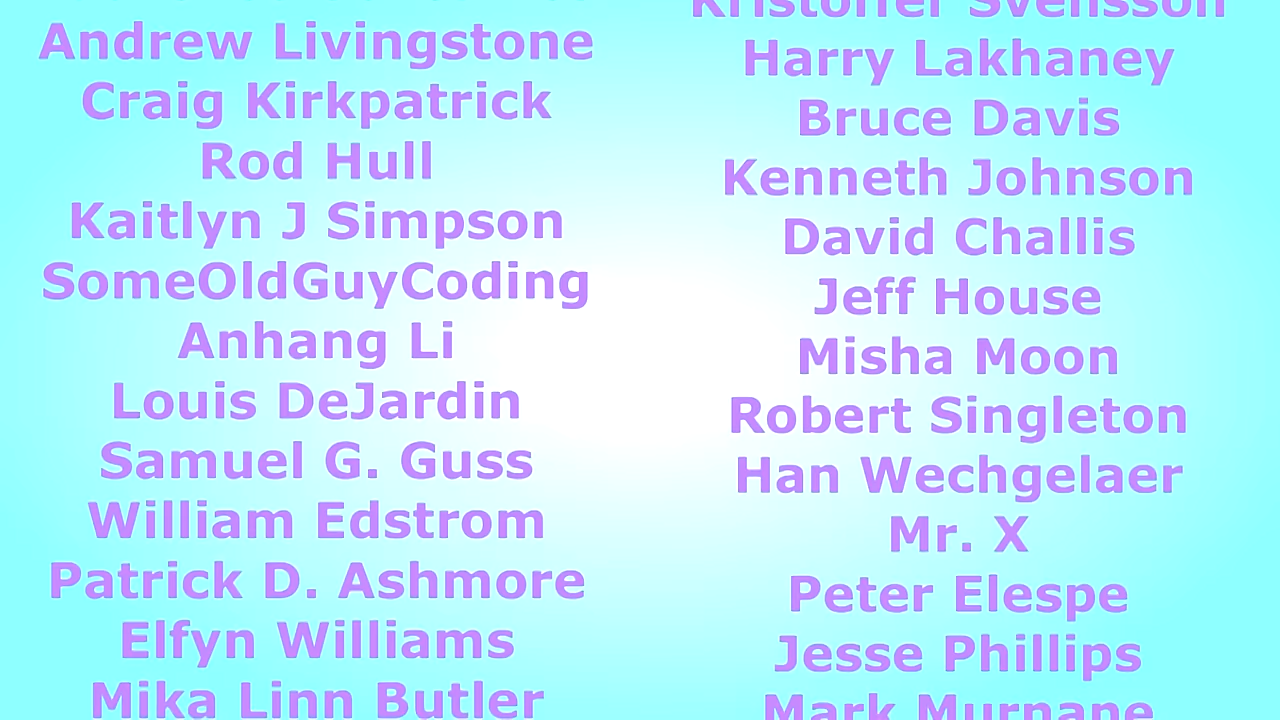 Andrew Livingstone
Craig Kirkpatrick
Rod Hull
Kaitlyn J Simpson
SomeOldGuyCoding
Anhang Li
Louis DeJardin
Samuel G. Guss
William Edstrom
Patrick D. Ashmore
Elfyn Williams
Mika Linn Butler
Kristoffer Svensson
Harry Lakhaney
Bruce Davis
Kenneth Johnson
David Challis
Jeff House
Misha Moon
Robert Singleton
Han Wechgelaer
Mr. X
Peter Elespe
Jesse Phillips
Mark Murnane